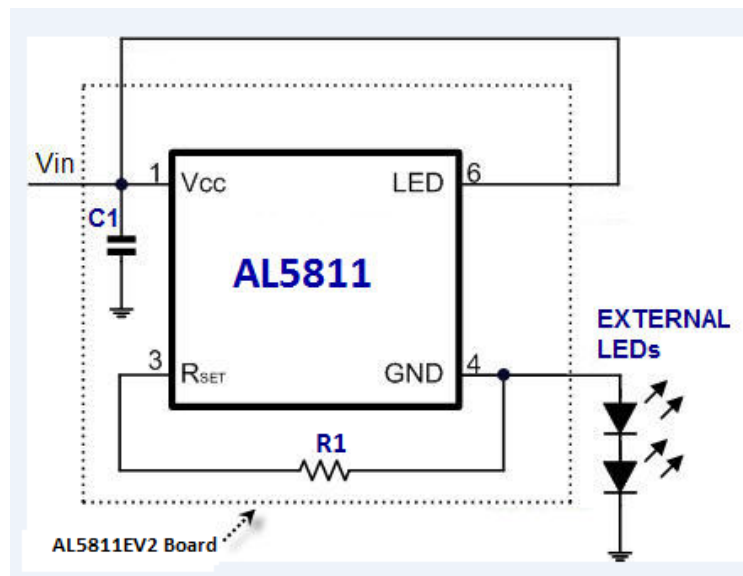 Vin
1
Vcc
LED
6
C1
AL5811
EXTERNAL
LEDs
3
RSET
GND
4
R1
AL5811EV2 Board